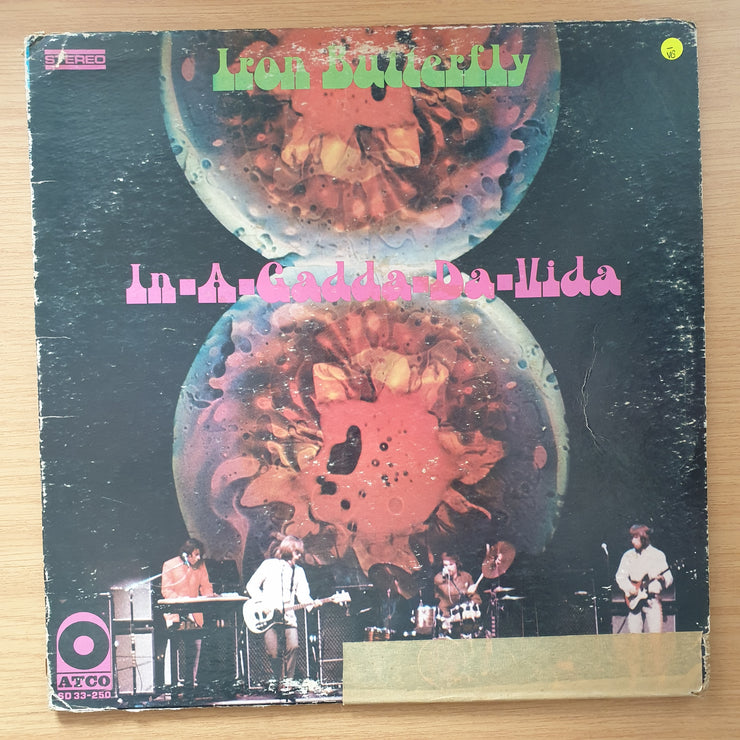 STEREO
Iron Butterfly
In-A-Gadda-Da-Vida
ATCO
SD 33-250